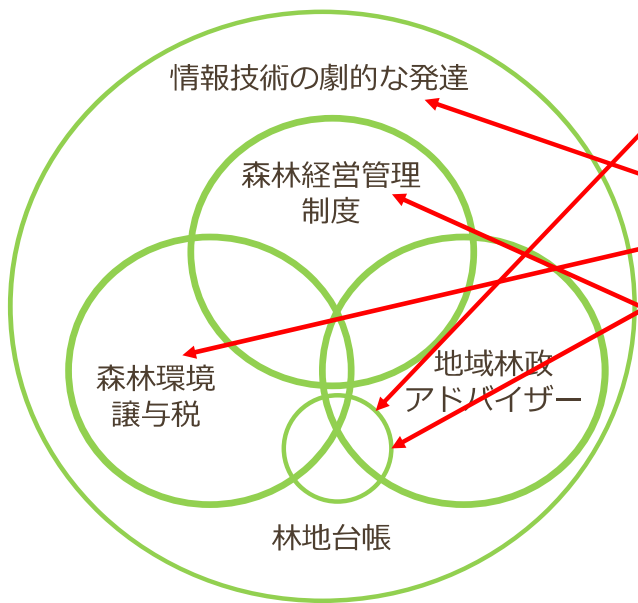 情報技術の劇的な発達
森林経営管理
制度
森林環境
譲与税
地域林政
アドバイザー
林地台帳